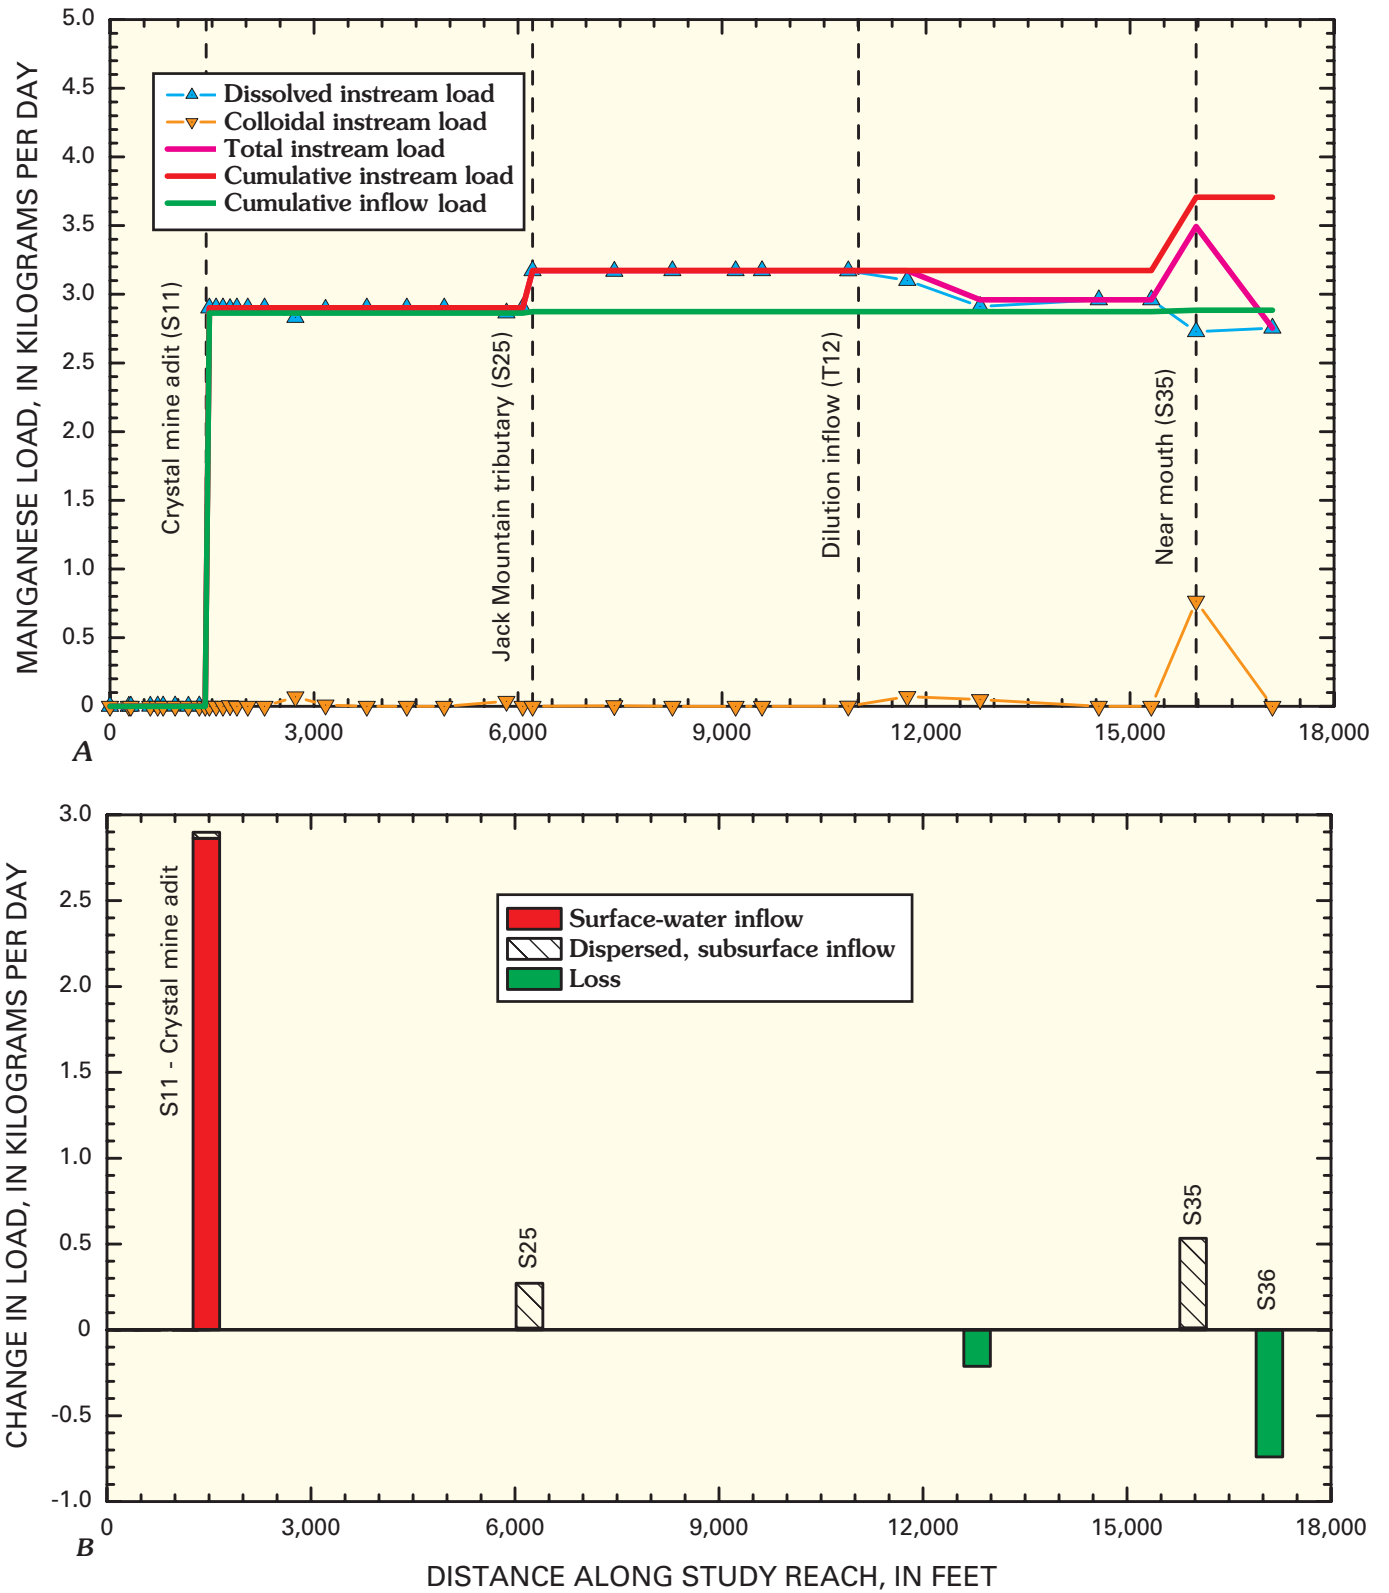 MANGANESE LOAD, IN KILOGRAMS PER DAY
5.0
4.5
4.0
3.5
3.0
2.5
2.0
1.5
1.0
0.5
0
Dissolved instream load
Colloidal instream load
Total instream load
Cumulative instream load
Cumulative inflow load
Crystal mine adit (S11)
Jack Mountain tributary (S25)
Dilution inflow (T12)
Near mouth (S35)
0 3,000 6,000 9,000 12,000 15,000 18,000
A
CHANGE IN LOAD, IN KILOGRAMS PER DAY
3.0
2.5
2.0
1.5
1.0
0.5
0
-0.5
-1.0
S11 - Crystal mine adit
Surface-water inflow
Dispersed, subsurface inflow
Loss
S25
S35
S36
0 3,000 6,000 9,000 12,000 15,000 18,000
B
DISTANCE ALONG STUDY REACH, IN FEET